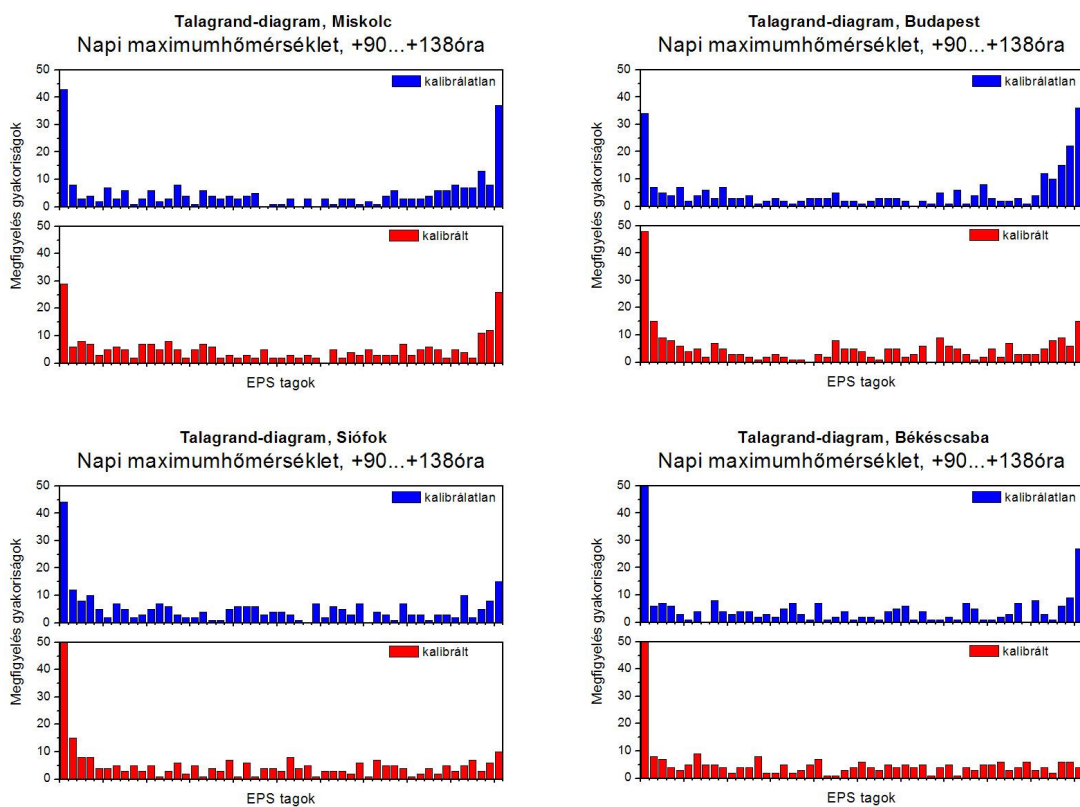 Talagrand-diagram, Miskolc
Napi maximumhőmérséklet, +90...+138óra
Megfigyelés gyakoriságok
50
40
30
20
10
0
kalibrálatlan
50
40
30
20
10
0
kalibrált
EPS tagok
Talagrand-diagram, Budapest
Napi maximumhőmérséklet, +90...+138óra
Megfigyelés gyakoriságok
50
40
30
20
10
0
kalibrálatlan
50
40
30
20
10
0
kalibrált
EPS tagok
Talagrand-diagram, Siófok
Napi maximumhőmérséklet, +90...+138óra
Megfigyelés gyakoriságok
50
40
30
20
10
0
kalibrálatlan
50
40
30
20
10
0
kalibrált
EPS tagok
Talagrand-diagram, Békéscsaba
Napi maximumhőmérséklet, +90...+138óra
Megfigyelés gyakoriságok
50
40
30
20
10
0
kalibrálatlan
50
40
30
20
10
0
kalibrált
EPS tagok